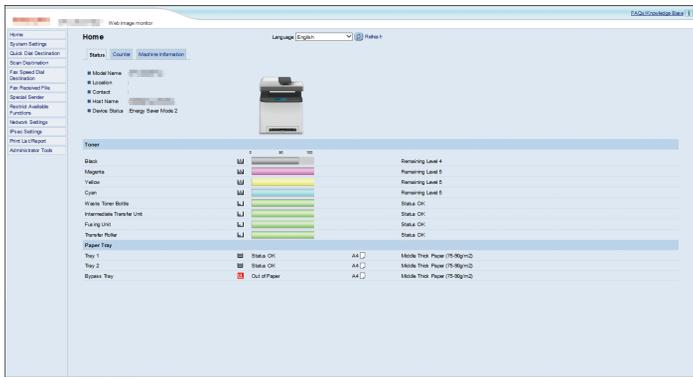 FAQs/Knowledge Base
Web Image monitor
Home
System Settings
Quick Dial Destination
Scan Destination
Fax Speed Dial
Destination
Fax Received File
Special Sender
Restrict Available
Functions
Network Settings
IPsec Settings
Print List/Report
Administrator Tools
Home
Language English
Refresh
Status Counter Machine Information
Model Name :
Location :
Contact :
Host Name :
Device Status : Energy Saver Mode 2
Toner
0 50 100
Black Remaining Level 4
Magenta Remaining Level 5
Yellow Remaining Level 5
Cyan Remaining Level 5
Waste Toner Bottle Status OK
Intermediate Transfer Unit Status OK
Fusing Unit Status OK
Transfer Roller Status OK
Paper Tray
Tray 1 Status OK A4 Middle Thick Paper (75-90g/m2)
Tray 2 Status OK A4 Middle Thick Paper (75-90g/m2)
Bypass Tray Out of Paper A4 Middle Thick Paper (75-90g/m2)